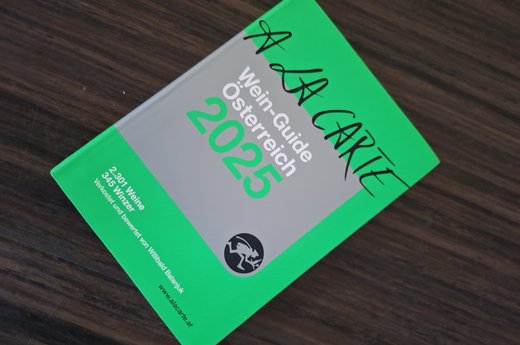 A LA CARTE
Wein-Guide
Österreich
2025
2.301 Weine
345 Winzer
Verkostet und bewertet von Willibald Balanjuk
www.alacarte.at